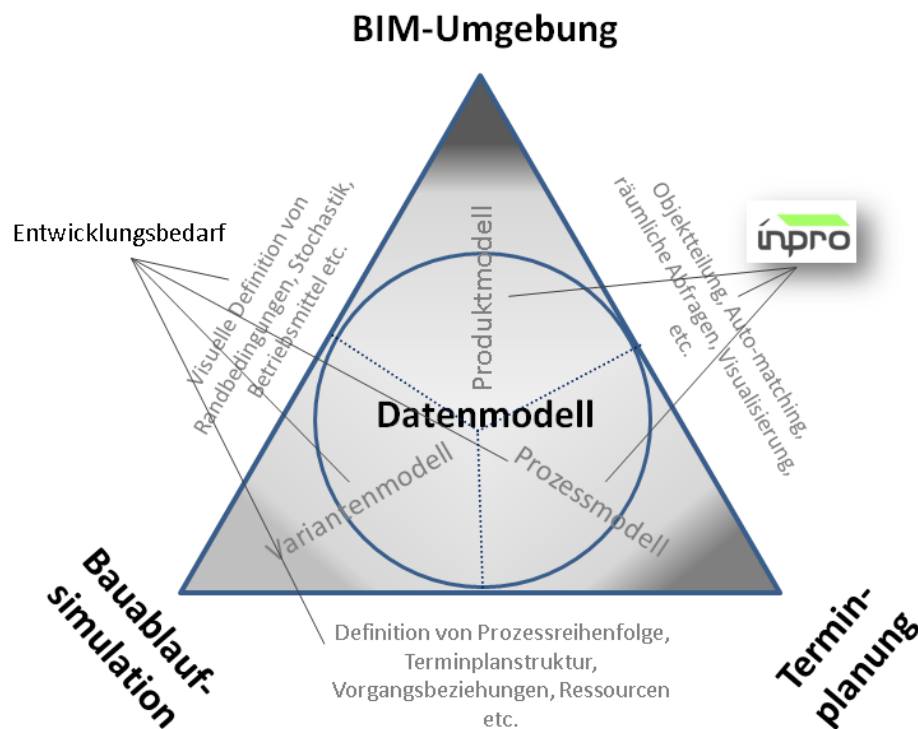 BIM-Umgebung
Entwicklungsbedarf
Visuelle Definition von
Randbedingungen, Stochastik,
Betriebsmittel etc.
Produktmodell
Objektteilung, Auto-matching,
räumliche Abfragen, Visualisierung,
etc.
inpro
Datenmodell
Variantenmodell
Prozessmodell
Bauablauf-
simulation
Definition von Prozessreihenfolge,
Terminplanstruktur,
Vorgangsbeziehungen, Ressourcen
etc.
Termin-
planung